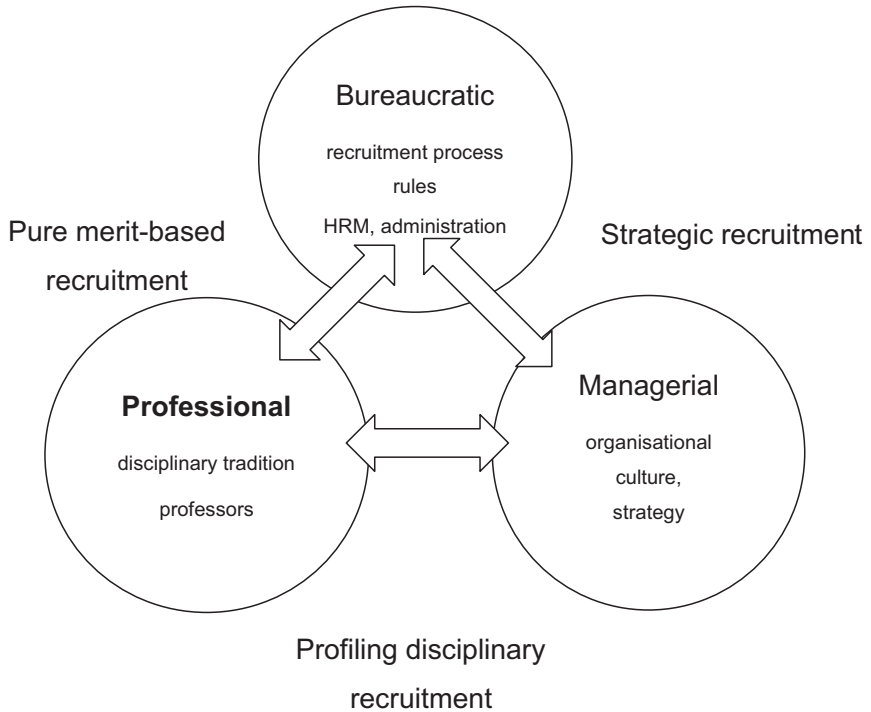 Bureaucratic
recruitment process
rules
HRM, administration
Pure merit-based
recruitment
Strategic recruitment
Professional
disciplinary tradition
professors
Managerial
organisational
culture,
strategy
Profiling disciplinary
recruitment